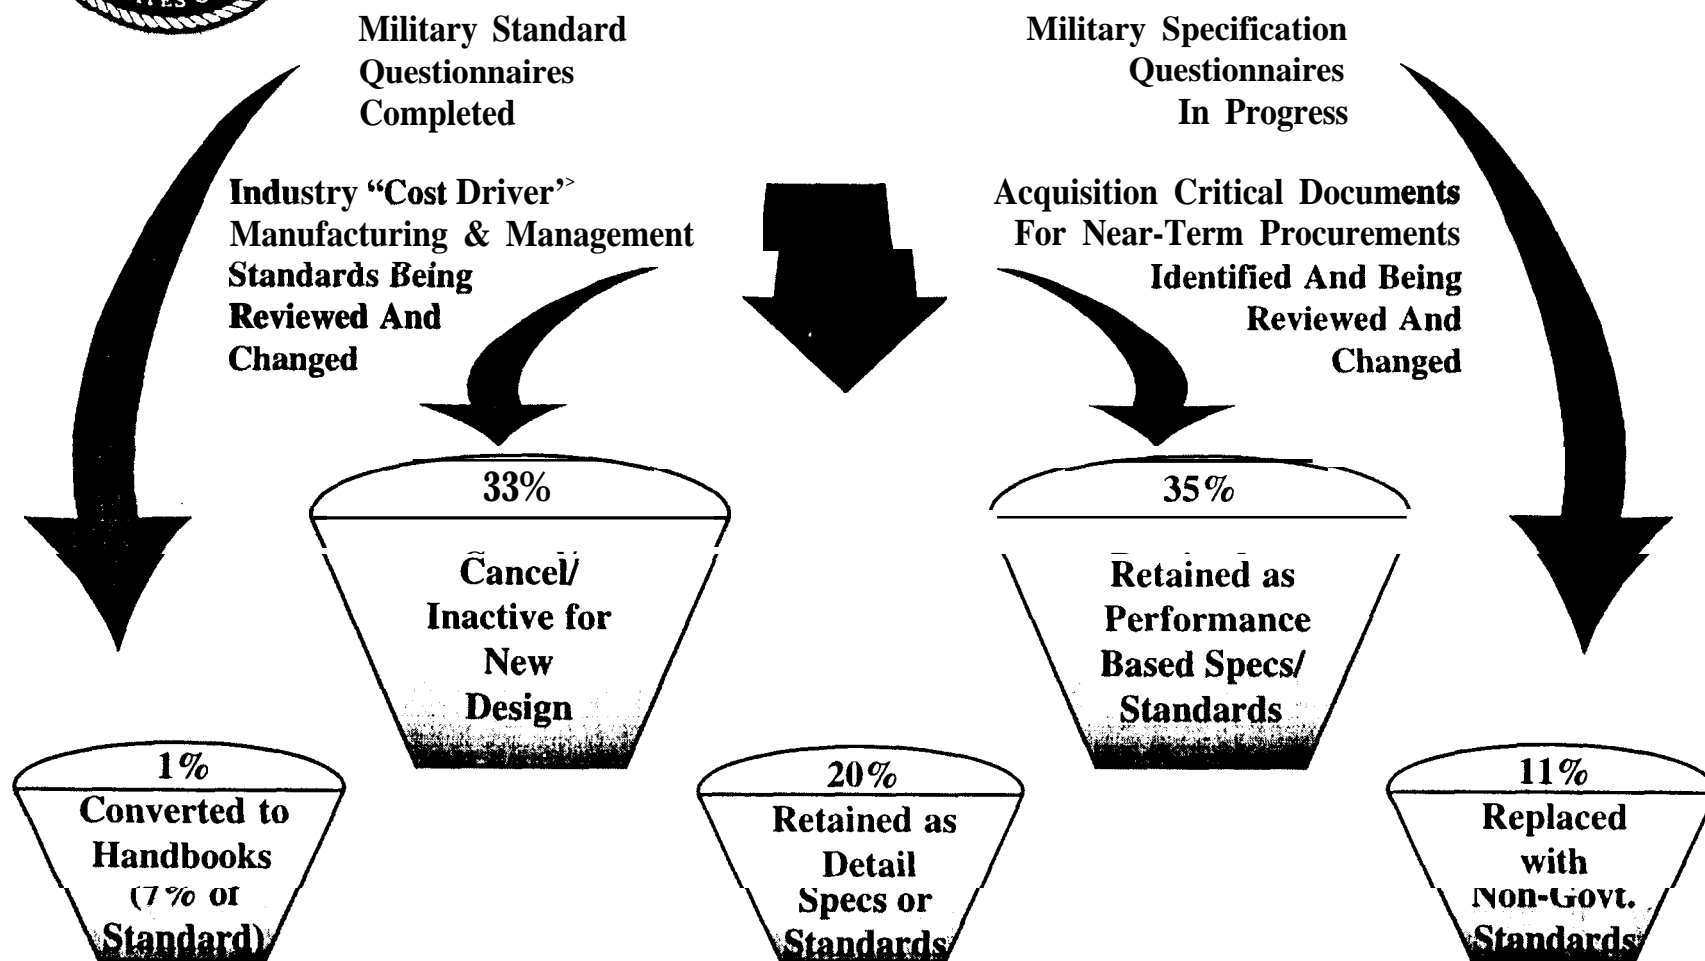 Military Standard
Questionnaires
Completed
Military Specification
Questionnaires
In Progress
Industry “Cost Driver’>
Manufacturing & Management
Standards Being
Reviewed And
Changed
Acquisition Critical Documents
For Near-Term Procurements
Identified And Being
Reviewed And
Changed
33%
Cancel/
Inactive for
New
Design
35%
Retained as
Performance
Based Specs/
Standards
1%
Converted to
Handbooks
(7% of
Standard)
20%
Retained as
Detail
Specs or
Standards
11%
Replaced
with
Non-Govt.
Standards